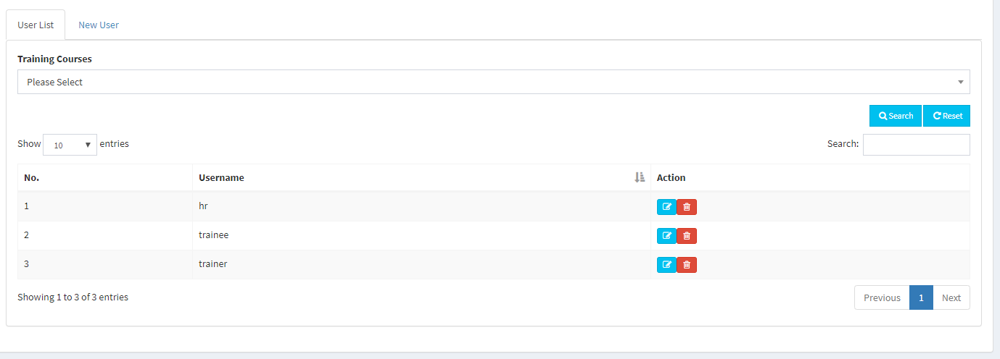 User List New User
Training Courses
Please Select
Search Reset
Show 10 entries Search:
No. Username Action
1 hr
2 trainee
3 trainer
Showing 1 to 3 of 3 entries Previous 1 Next